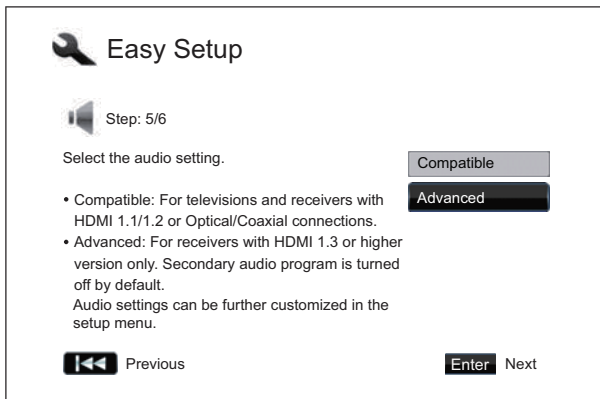 Easy Setup
Step: 5/6
Select the audio setting.
Compatible
Advanced
• Compatible: For televisions and receivers with
HDMI 1.1/1.2 or Optical/Coaxial connections.
• Advanced: For receivers with HDMI 1.3 or higher
version only. Secondary audio program is turned
off by default.
Audio settings can be further customized in the
setup menu.
Previous
Enter Next